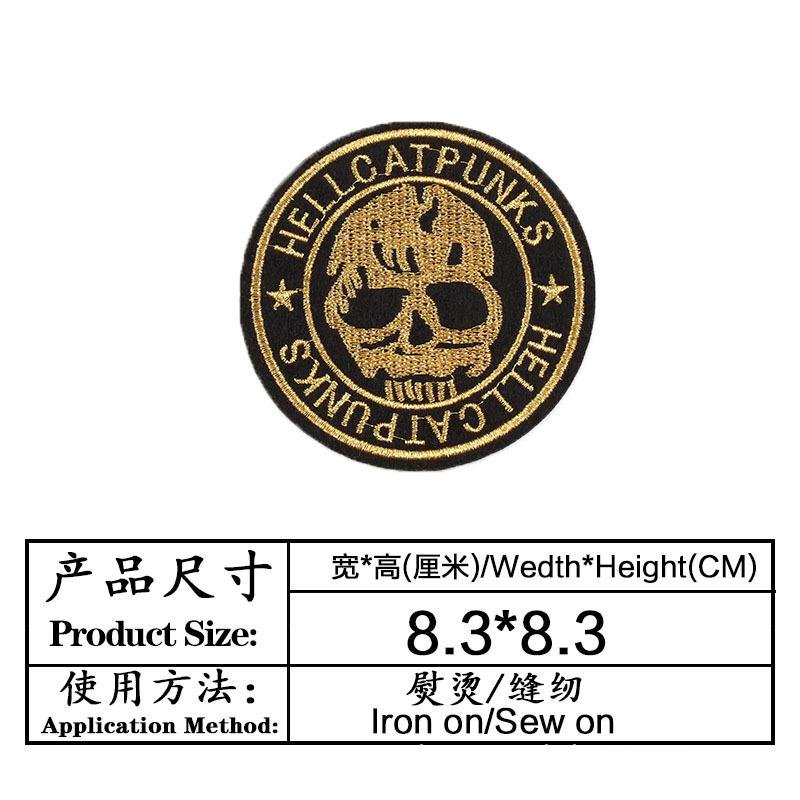 HELLCATPUNKS
HELLCATPUNKS
产品尺寸
Product Size:
宽*高(厘米)/Wedth*Height(CM)
8.3*8.3
使用方法：
Application Method:
熨烫/缝纫
Iron on/Sew on